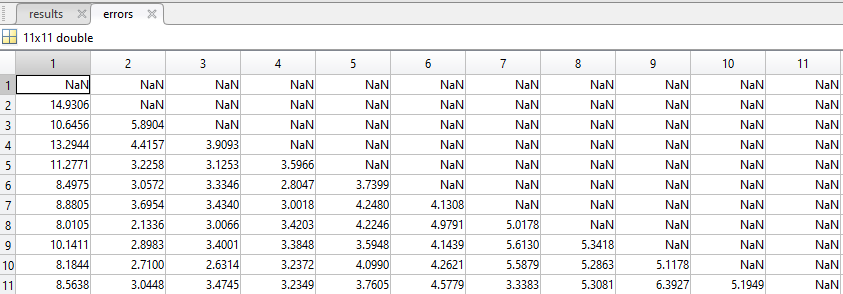 results errors
11x11 double
1 2 3 4 5 6 7 8 9 10 11
1 NaN NaN NaN NaN NaN NaN NaN NaN NaN NaN NaN
2 14.9306 NaN NaN NaN NaN NaN NaN NaN NaN NaN NaN
3 10.6456 5.8904 NaN NaN NaN NaN NaN NaN NaN NaN NaN
4 13.2944 4.4157 3.9093 NaN NaN NaN NaN NaN NaN NaN NaN
5 11.2771 3.2258 3.1253 3.5966 NaN NaN NaN NaN NaN NaN NaN
6 8.4975 3.0572 3.3346 2.8047 3.7399 NaN NaN NaN NaN NaN NaN
7 8.8805 3.6954 3.4340 3.0018 4.2480 4.1308 NaN NaN NaN NaN NaN
8 8.0105 2.1336 3.0066 3.4203 4.2246 4.9791 5.0178 NaN NaN NaN NaN
9 10.1411 2.8983 3.4001 3.3848 3.5948 4.1439 5.6130 5.3418 NaN NaN NaN
10 8.1844 2.7100 2.6314 3.2372 4.0990 4.2621 5.5879 5.2863 5.1178 NaN NaN
11 8.5638 3.0448 3.4745 3.2349 3.7605 4.5779 3.3383 5.3081 6.3927 5.1949 NaN